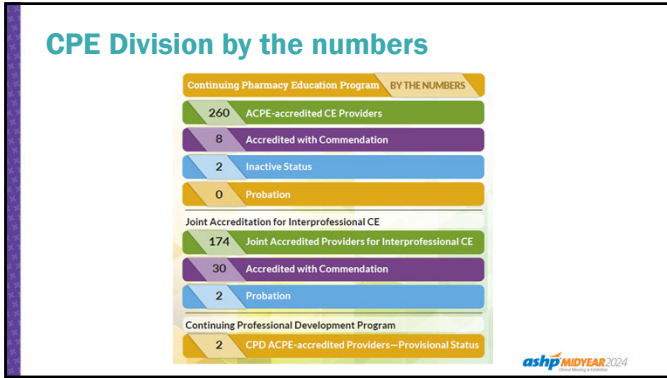 CPE Division by the numbers
Continuing Pharmacy Education Program BY THE NUMBERS
260 ACPE-accredited CE Providers
8 Accredited with Commendation
2 Inactive Status
0 Probation
Joint Accreditation for Interprofessional CE
174 Joint Accredited Providers for Interprofessional CE
30 Accredited with Commendation
2 Probation
Continuing Professional Development Program
2 CPD ACPE-accredited Providers—Provisional Status
ashp MIDYEAR2024
Clinical Meeting & Exhibition